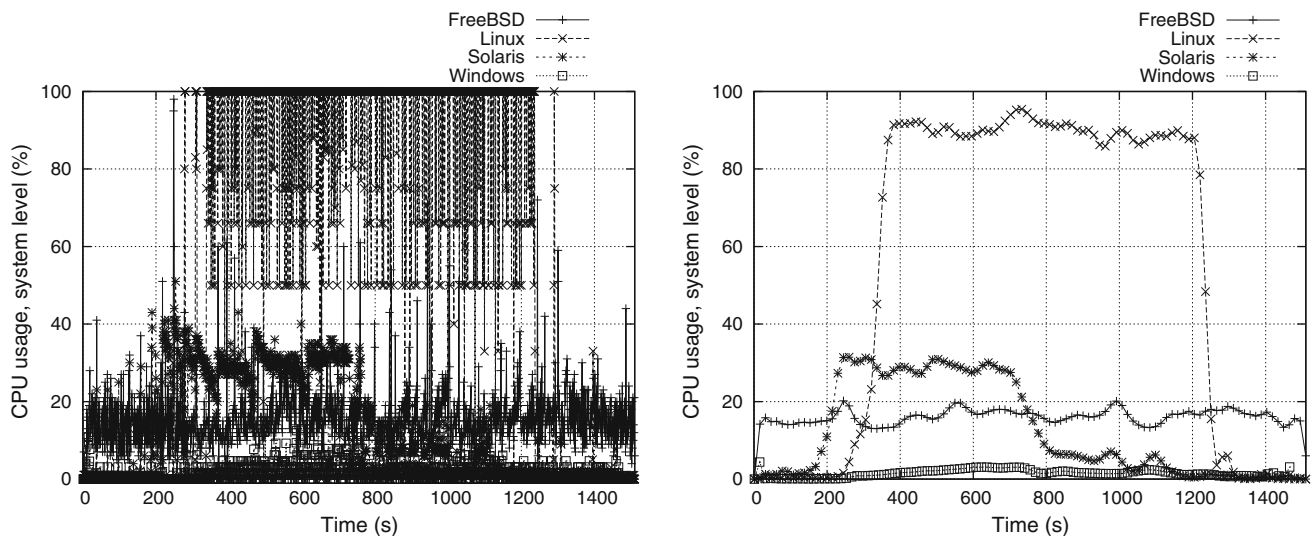 FreeBSD
Linux
Solaris
Windows
CPU usage, system level (%)
100
80
60
40
20
0
0 200 400 600 800 1000 1200 1400
Time (s)
FreeBSD
Linux
Solaris
Windows
CPU usage, system level (%)
100
80
60
40
20
0
0 200 400 600 800 1000 1200 1400
Time (s)